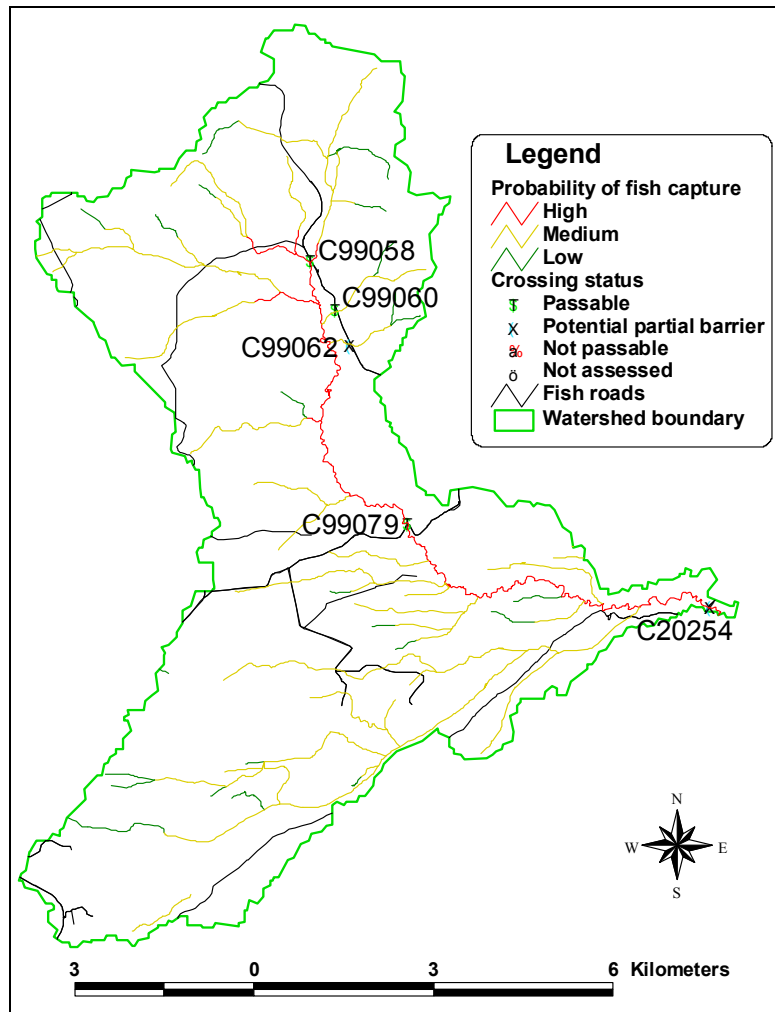 Legend
Probability of fish capture
High
Medium
Low
Crossing status
Passable
Potential partial barrier
Not passable
ö Not assessed
Fish roads
Watershed boundary
C99058
C99060
C99062
C99079
C20254
N
W E
S
3 0 3 6 Kilometers